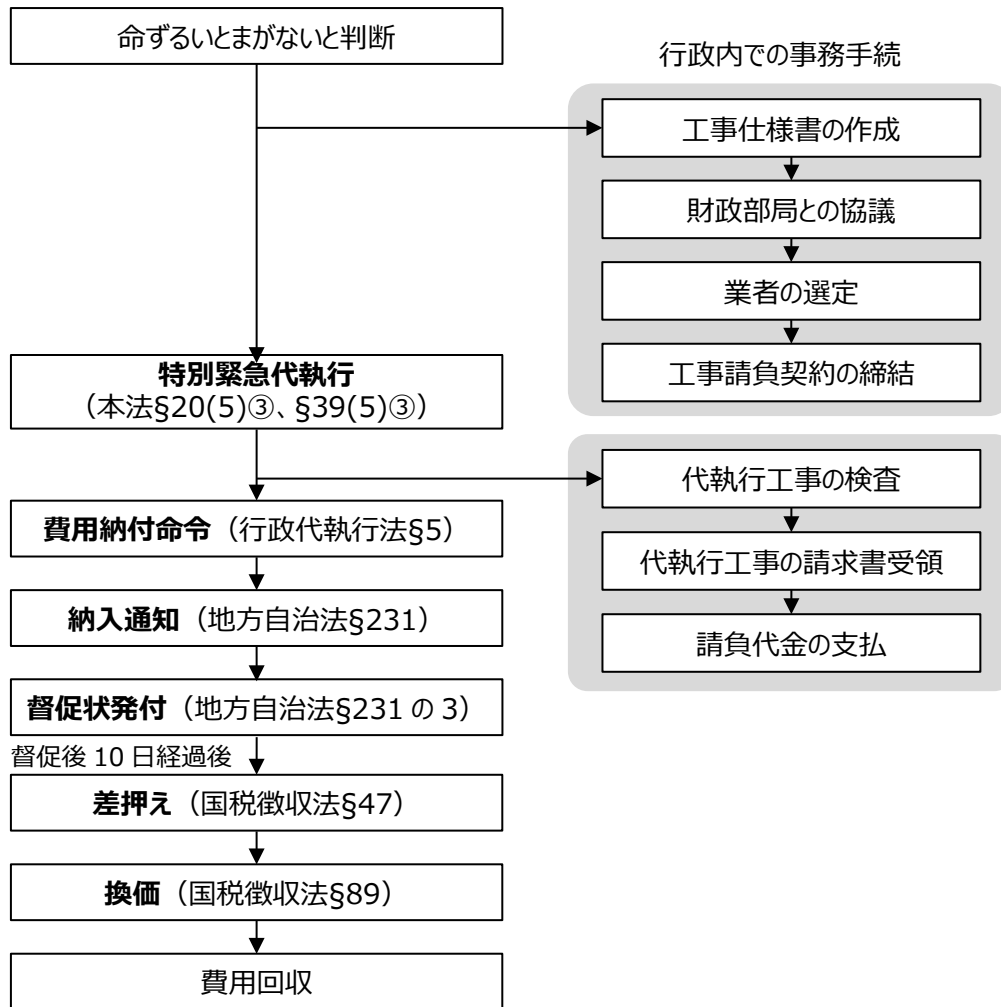 命ずるいとまがないと判断
行政内での事務手続
工事仕様書の作成
財政部局との協議
業者の選定
工事請負契約の締結
特別緊急代執行
（本法§20(5)③、§39(5)③）
代執行工事の検査
代執行工事の請求書受領
請負代金の支払
費用納付命令（行政代執行法§5）
納入通知（地方自治法§231）
督促状発付（地方自治法§231 の 3）
督促後 10 日経過後
差押え（国税徴収法§47）
換価（国税徴収法§89）
費用回収